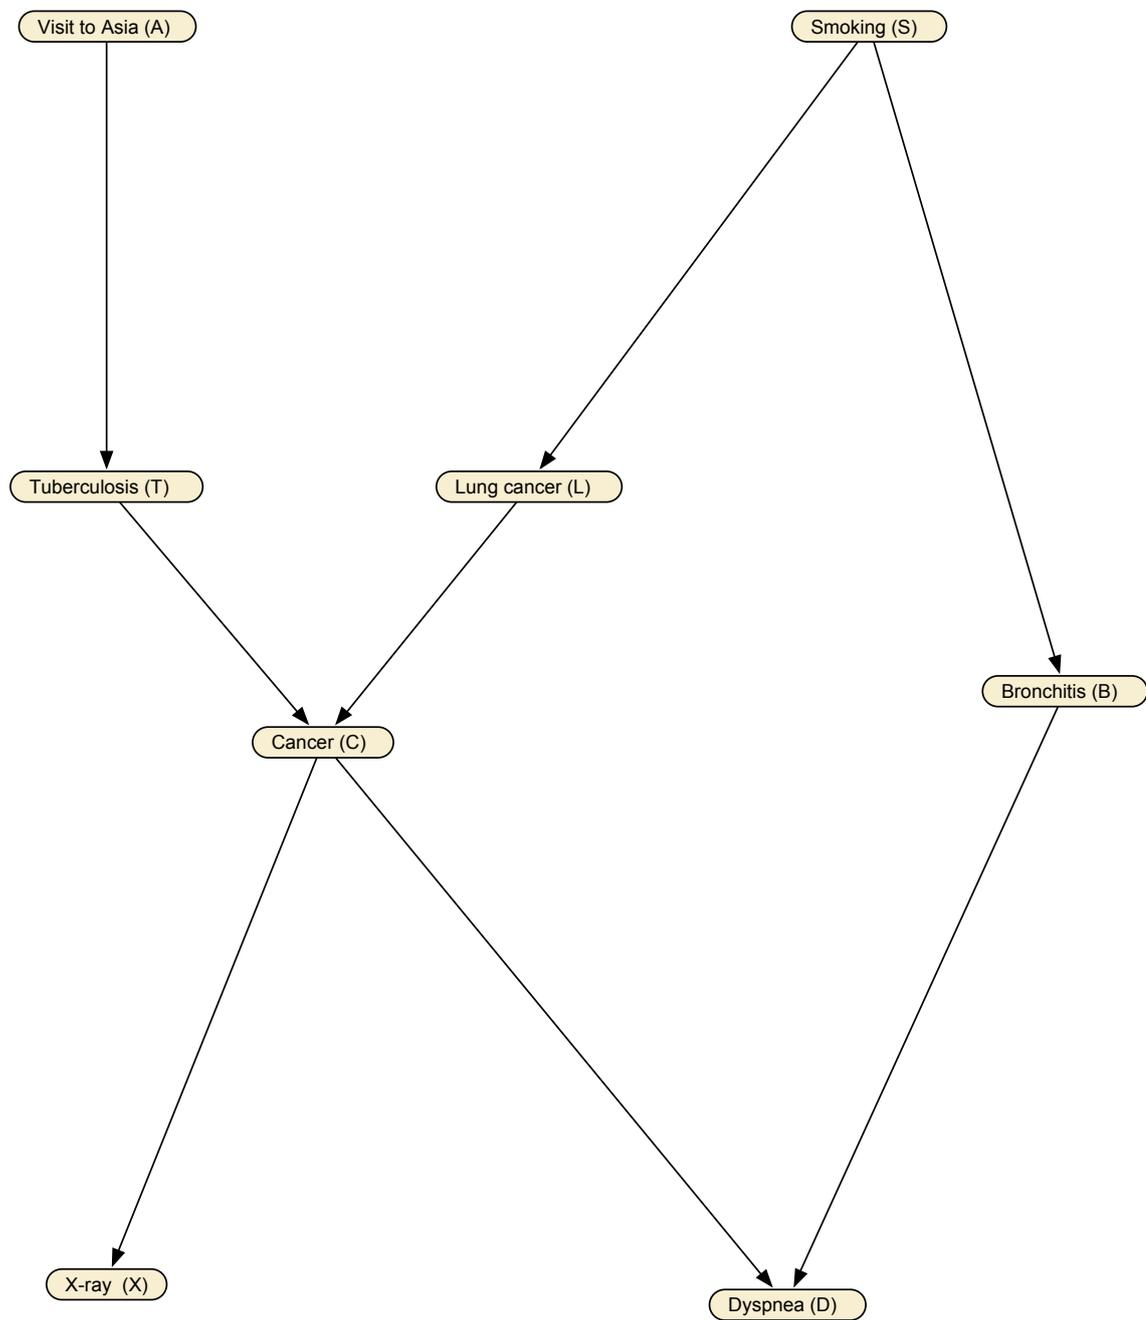 Visit to Asia (A)
Smoking (S)
Tuberculosis (T)
Lung cancer (L)
Bronchitis (B)
Cancer (C)
X-ray (X)
Dyspnea (D)